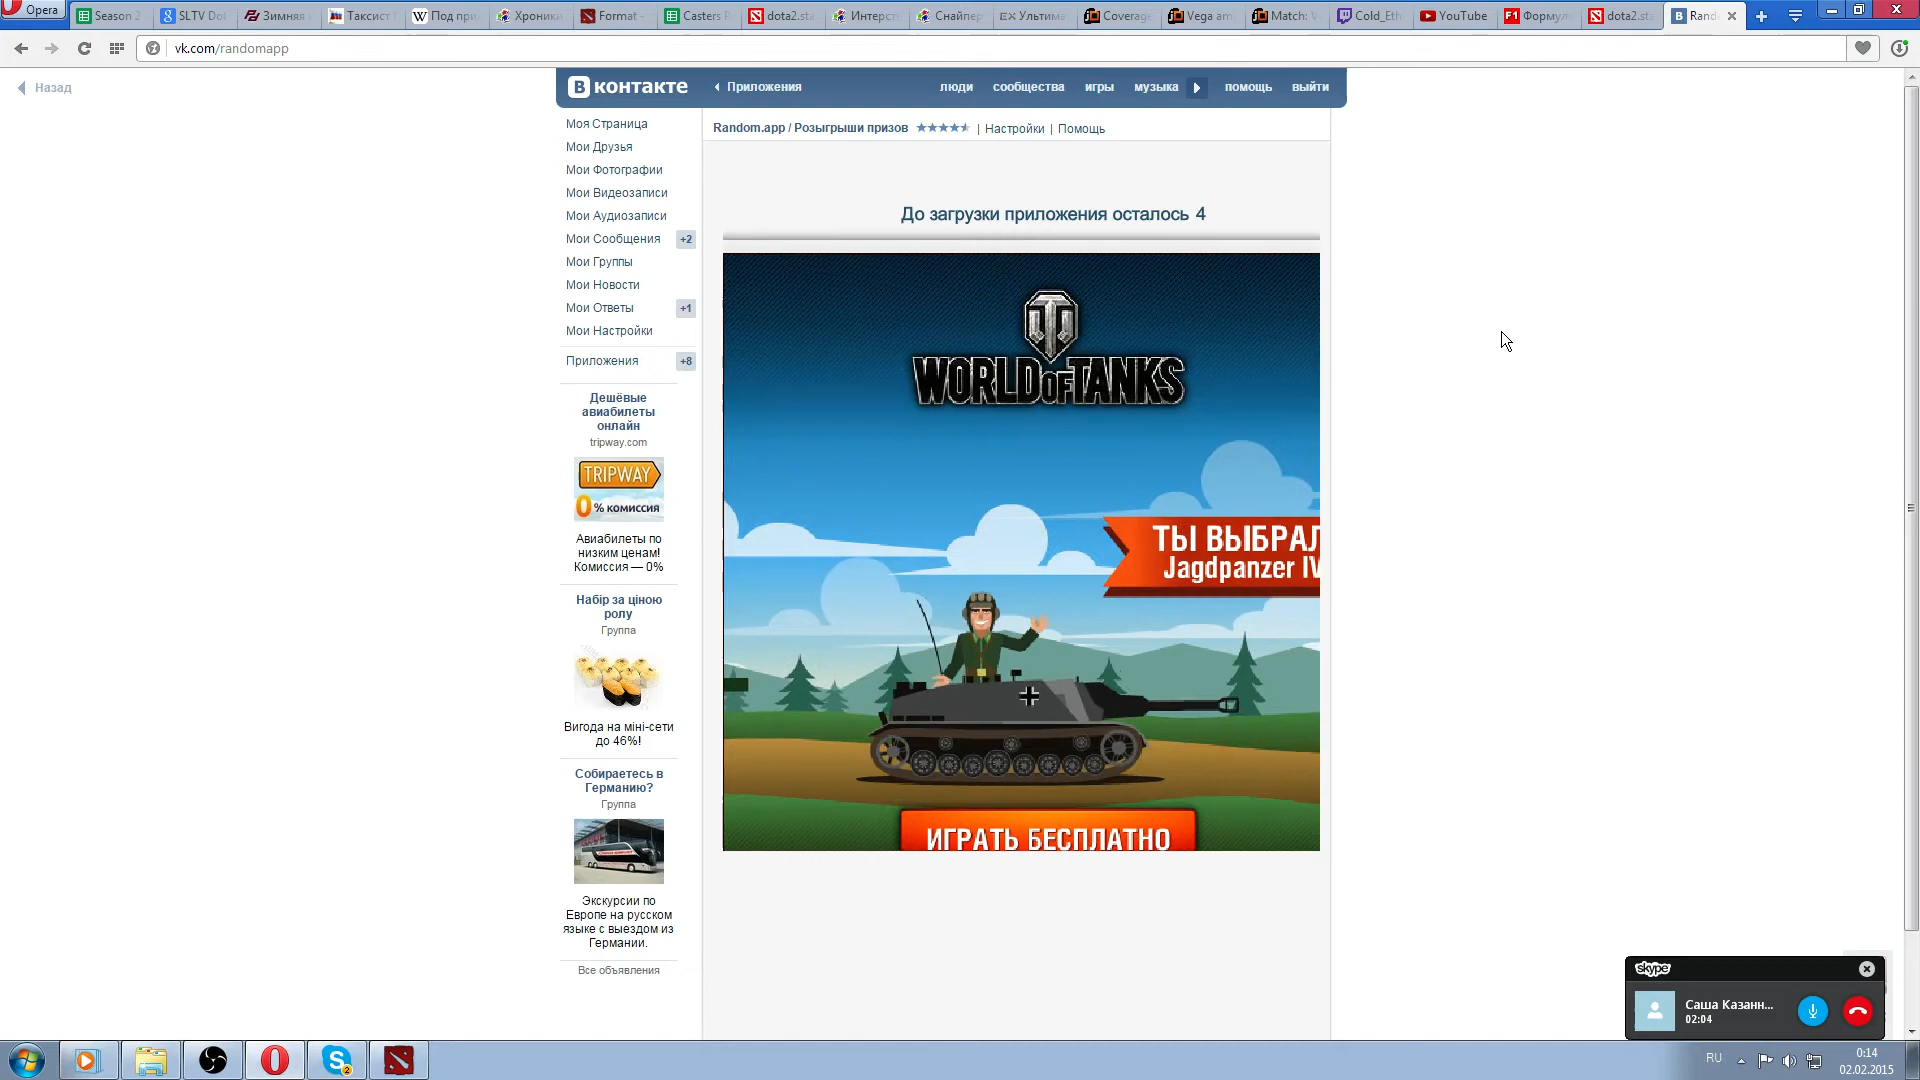 Opera
Season 2
SLTV Dot
Зимняя
Таксист
Под при
Хроники
Format -
Casters
dota2.sta
Интерст
Снайпер
Ультима
Coverage
Vega am
Match: V
Cold_Eth
YouTube
Формул
dota2.sta
Rand
vk.com/randomapp
Назад
В контакте
Приложения
люди
сообщества
игры
музыка
помощь
выйти
Моя Страница
Мои Друзья
Мои Фотографии
Мои Видеозаписи
Мои Аудиозаписи
Мои Сообщения +2
Мои Группы
Мои Новости
Мои Ответы +1
Мои Настройки
Приложения +8
Дешёвые
авиабилеты
онлайн
tripway.com
TRIPWAY
0 % комиссия
Авиабилеты по
низким ценам!
Комиссия — 0%
Набір за ціною
ролу
Группа
Вигода на міні-сети
до 46%!
Собираетесь в
Германию?
Группа
Экскурсии по
Европе на русском
языке с выездом из
Германии.
Все объявления
Random.app / Розыгрыши призов | Настройки | Помощь
До загрузки приложения осталось 4
WORLD OF TANKS
ТЫ ВЫБРАЛ
Jagdpanzer IV
ИГРАТЬ БЕСПЛАТНО
skype
Саша Казанн...
02:04
RU
0:14
02.02.2015